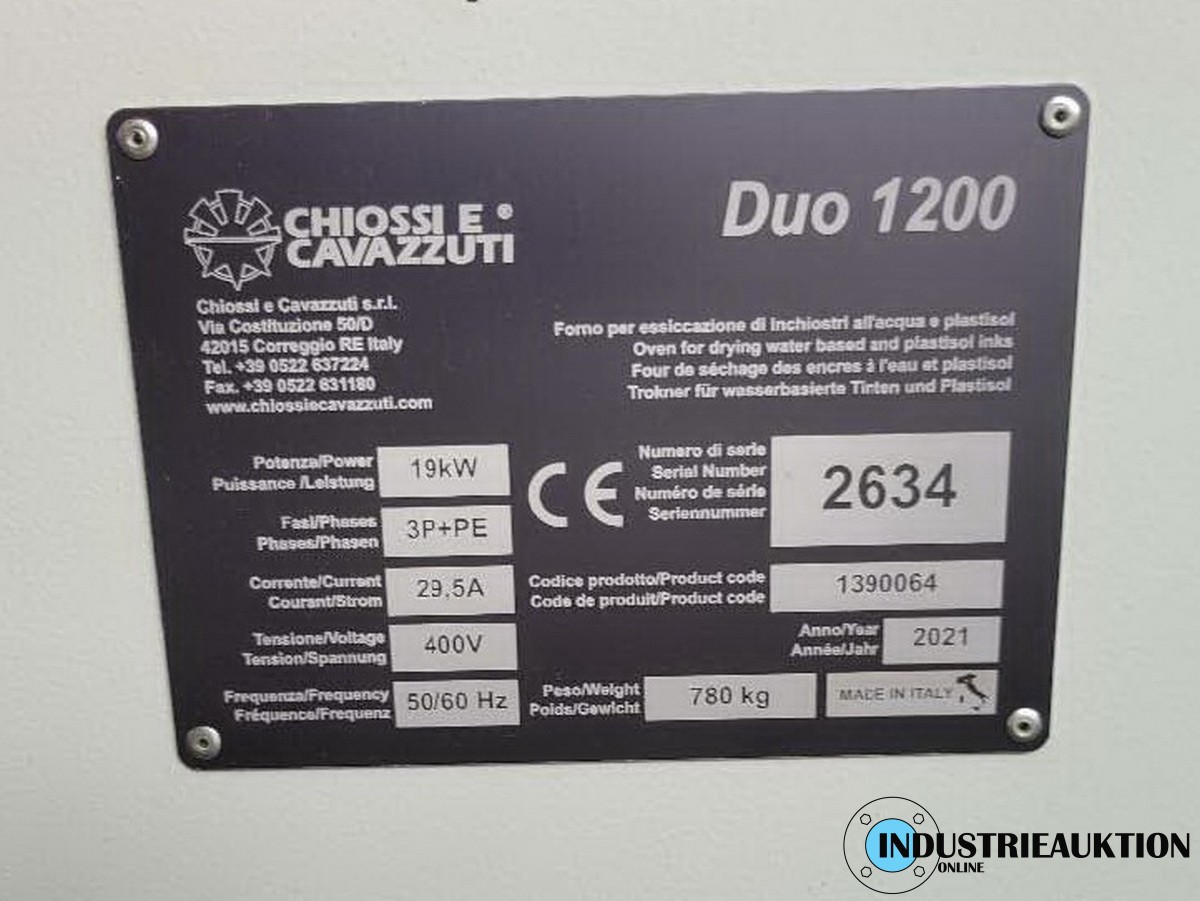 CHIOSSI E ®
CAVAZZUTI
Duo 1200
Chiossi e Cavazzuti s.r.l.
Via Costituzione 50/D
42015 Correggio RE Italy
Tel. +39 0522 637224
Fax. +39 0522 631180
www.chiossiecavazzuti.com
Forno per essiccazione di inchiostri all'acqua e plastisol
Oven for drying water based and plastisol inks
Four de séchage des encres à l'eau et plastisol
Trokner für wasserbasierte Tinten und Plastisol
Potenza/Power
Puissance /Leistung
19kW
Fasi/Phases
Phases/Phasen
3P+PE
Corrente/Current
Courant/Strom
29,5A
Tensione/Voltage
Tension/Spannung
400V
Frequenza/Frequency
Fréquence/Frequenz
50/60 Hz
CE
Numero di serie
Serial Number
Numéro de série
Seriennummer
2634
Codice prodotto/Product code
Code de produit/Product code
1390064
Anno/Year
Année/Jahr
2021
Peso/Weight
Poids/Gewicht
780 kg
MADE IN ITALY
INDUSTRIEAUKTION
ONLINE